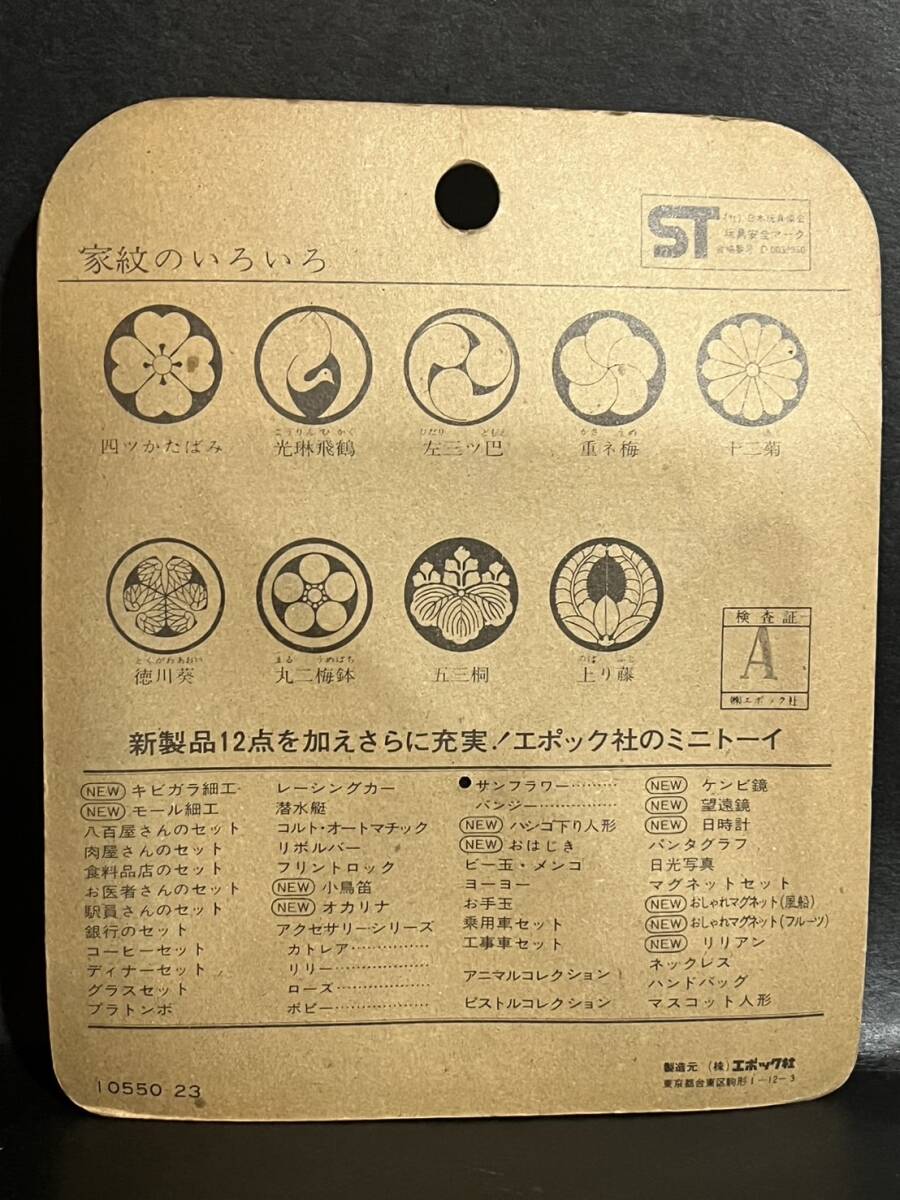 家紋のいろいろ
ST
(社)日本玩具協会
玩具安全マーク
合格番号
四ツかたばみ
こうりん ひ かく
光琳飛鶴
ひだり どもえ
左三ツ巴
かさ うめ
重ネ梅
十二菊
とくがわあおい
徳川葵
まる うめばち
丸二梅鉢
五三桐
のぼ ふじ
上り藤
検査証
A
(株)エポック社
新製品12点を加えさらに充実!エポック社のミニトーイ
NEW キビガラ細工
NEW モール細工
八百屋さんのセット
肉屋さんのセット
食料品店のセット
お医者さんのセット
駅員さんのセット
銀行のセット
コーヒーセット
ディナーセット
グラスセット
プラトンボ
レーシングカー
潜水艇
コルト・オートマチック
リボルバー
フリントロック
NEW 小鳥笛
NEW オカリナ
アクセサリーシリーズ
カトレア……………
リリー……………
ローズ……………
ポピー……………
●サンフラワー………
パンジー……………
NEW ハシゴ下り人形
NEW おはじき
ビー玉・メンコ
ヨーヨー
お手玉
乗用車セット
工事車セット
アニマルコレクション
ピストルコレクション
NEW ケンビ鏡
NEW 望遠鏡
NEW 日時計
パンタグラフ
日光写真
マグネットセット
NEW おしゃれマグネット(風船)
NEW おしゃれマグネット(フルーツ)
NEW リリアン
ネックレス
ハンドバッグ
マスコット人形
10550 23
製造元 (株)エポック社
東京都台東区駒形1-12-3